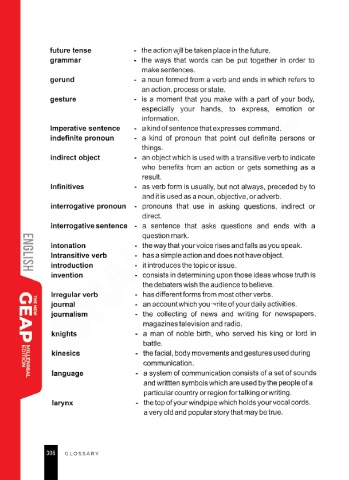 future tense - the action will be taken place in the future.
grammar - the ways that words can be put together in order to
make sentences.
gerund - a noun formed from a verb and ends in which refers to
an action, process or state.
gesture - is a moment that you make with a part of your body,
especially your hands, to express, emotion or
information.
Imperative sentence - a kind of sentence that expresses command.
indefinite pronoun - a kind of pronoun that point out definite persons or
things.
indirect object - an object which is used with a transitive verb to indicate
who benefits from an action or gets something as a
result.
Infinitives - as verb form is usually, but not always, preceded by to
and it is used as a noun, objective, or adverb.
interrogative pronoun - pronouns that use in asking questions, indirect or
direct.
interrogative sentence - a sentence that asks questions and ends with a
question mark.
intonation - the way that your voice rises and falls as you speak.
Intransitive verb - has a simple action and does not have object.
introduction - it introduces the topic or issue.
invention - consists in determining upon those ideas whose truth is
the debaters wish the audience to believe.
Irregular verb - has different forms from most other verbs.
journal - an account which you write of your daily activities.
journalism - the collecting of news and writing for newspapers,
magazines television and radio.
knights - a man of noble birth, who served his king or lord in
battle.
kinesics - the facial, body movements and gestures used during
communication.
language - a system of communication consists of a set of sounds
and writtten symbols which are used by the people of a
particular country or region for talking or writing.
larynx - the top of your windpipe which holds your vocal cords.
a very old and popular story that may be true.
ENGLISH
THE NEW
GEAP
MILLENNIAL
EDITION
306 GLOSSARY